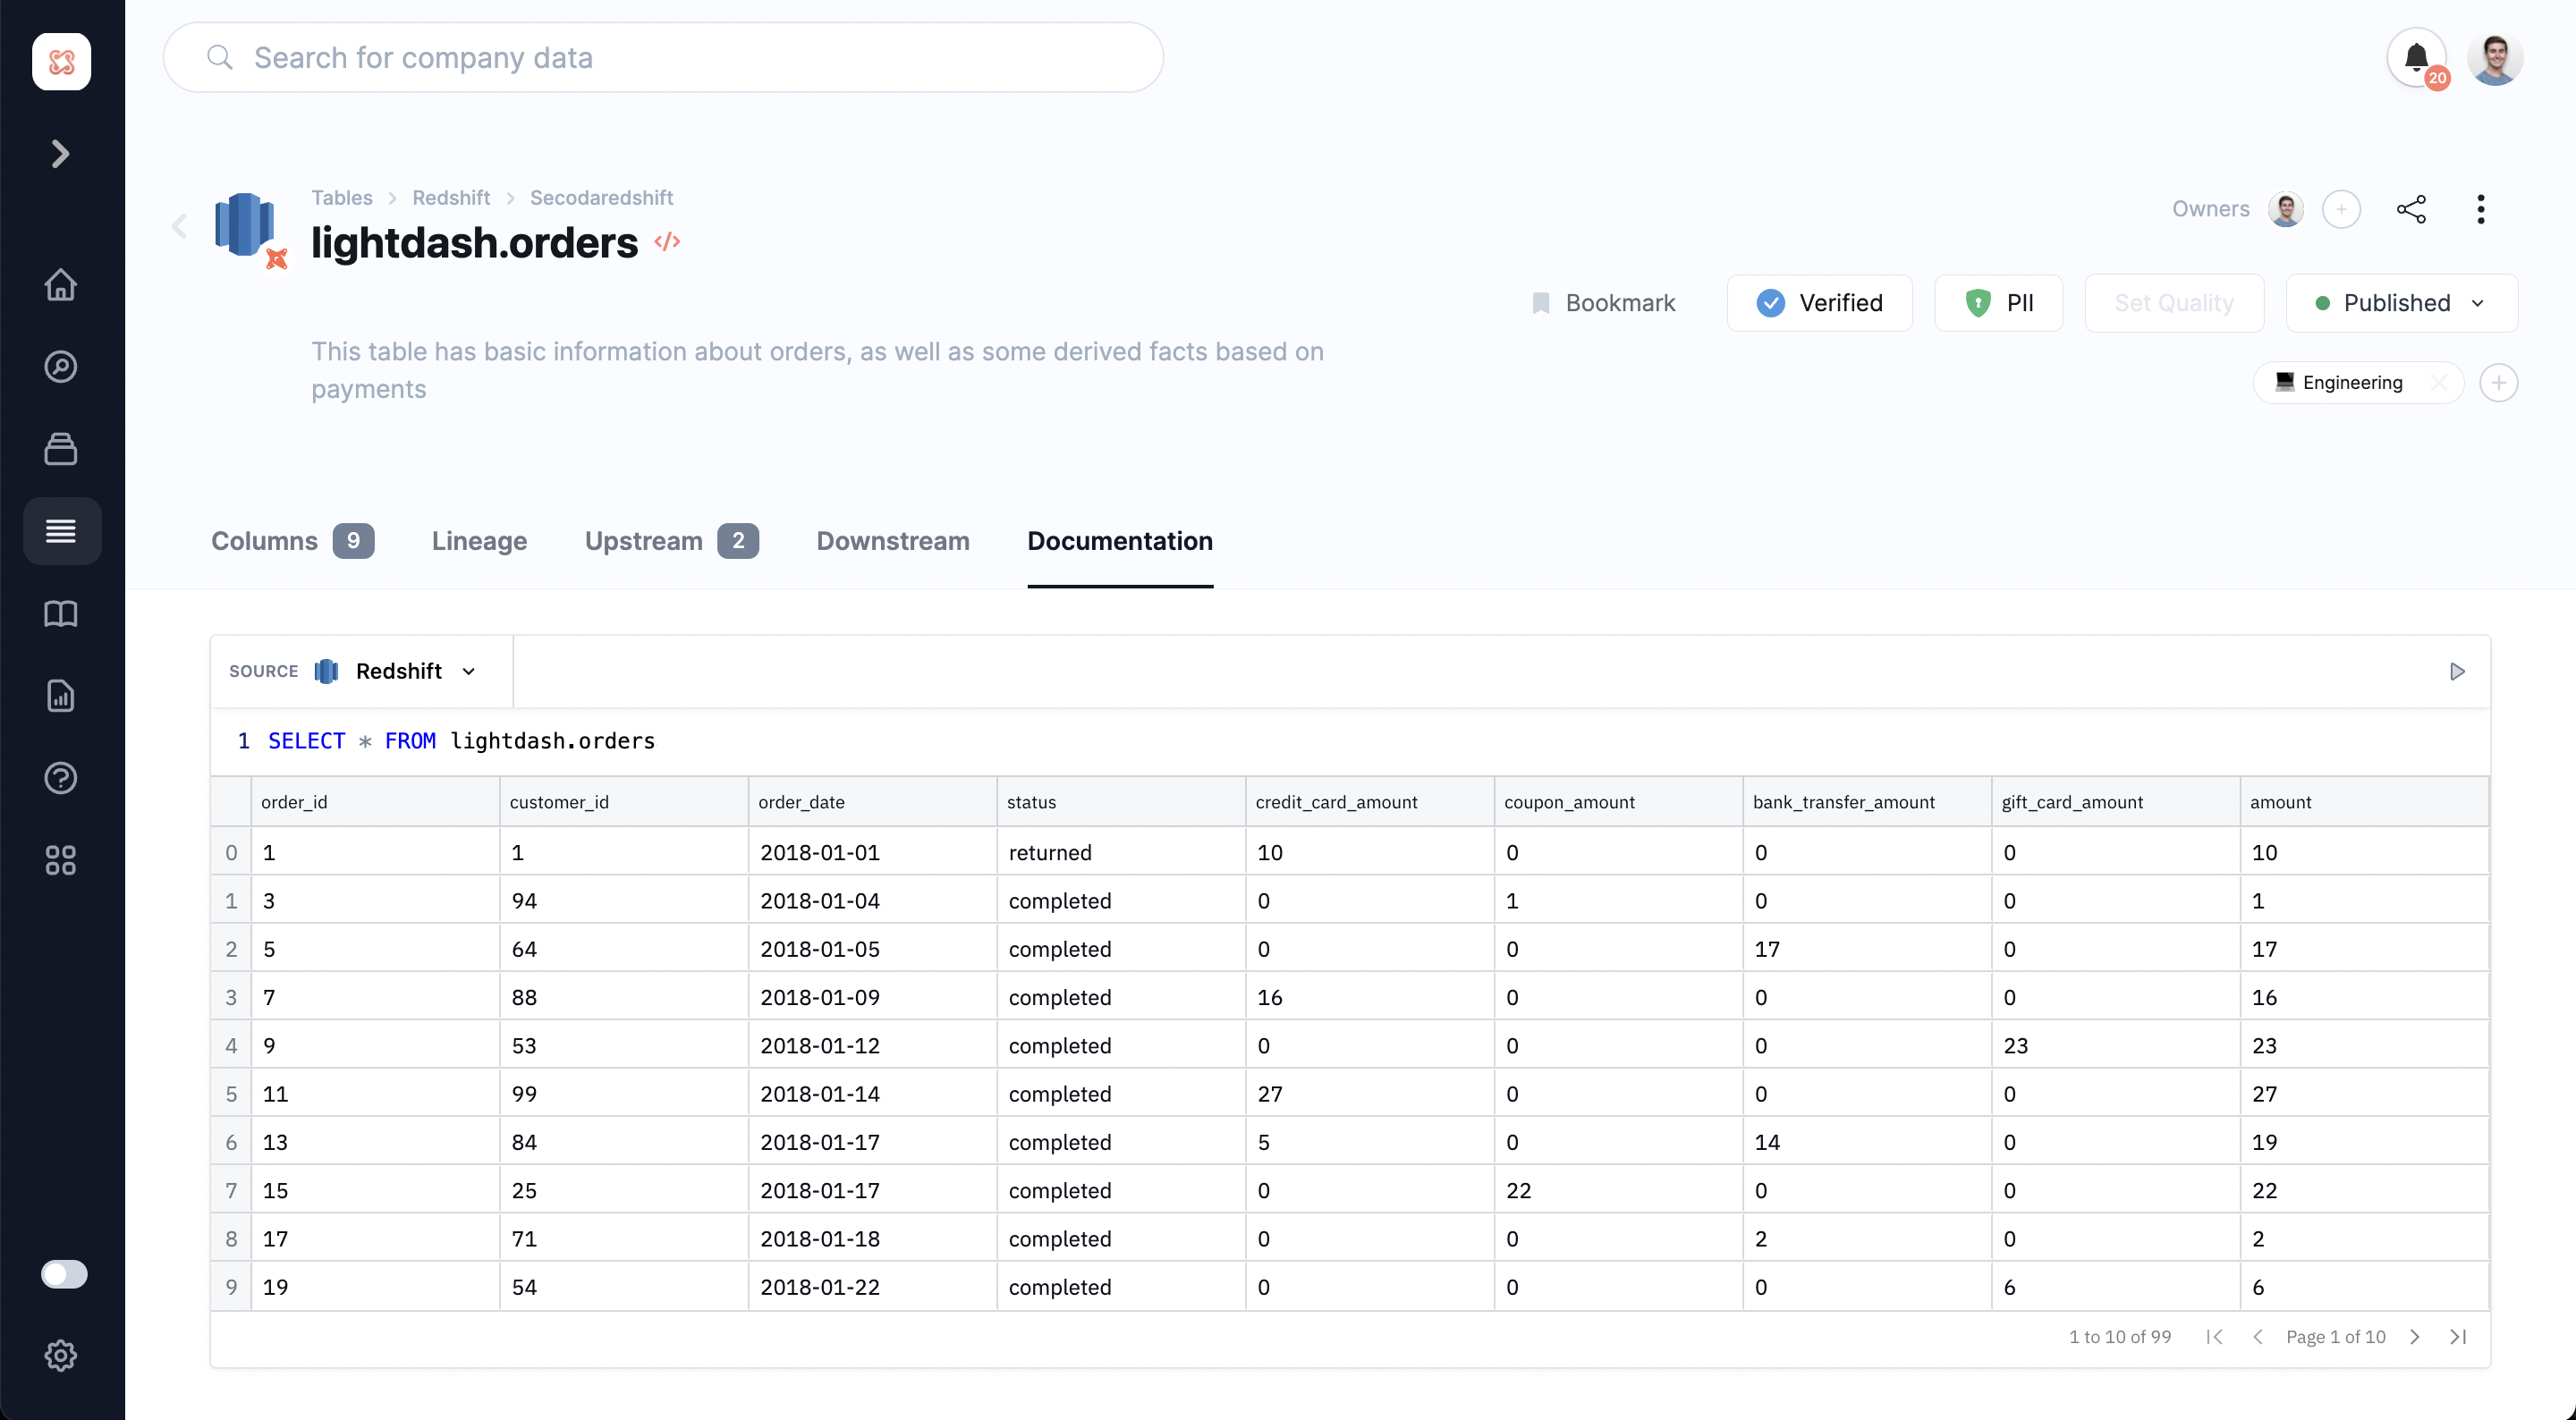 Search for company data
20
Tables > Redshift > Secodaredshift
Owners
lightdash.orders </>
Bookmark Verified PII Set Quality Published
This table has basic information about orders, as well as some derived facts based on
payments
Engineering
Columns 9 Lineage Upstream 2 Downstream Documentation
SOURCE Redshift
1 SELECT * FROM lightdash.orders
order_id customer_id order_date status credit_card_amount coupon_amount bank_transfer_amount gift_card_amount amount
0 1 1 2018-01-01 returned 10 0 0 0 10
1 3 94 2018-01-04 completed 0 1 0 0 1
2 5 64 2018-01-05 completed 0 0 17 0 17
3 7 88 2018-01-09 completed 16 0 0 0 16
4 9 53 2018-01-12 completed 0 0 0 23 23
5 11 99 2018-01-14 completed 27 0 0 0 27
6 13 84 2018-01-17 completed 5 0 14 0 19
7 15 25 2018-01-17 completed 0 22 0 0 22
8 17 71 2018-01-18 completed 0 0 2 0 2
9 19 54 2018-01-22 completed 0 0 0 6 6
1 to 10 of 99 Page 1 of 10